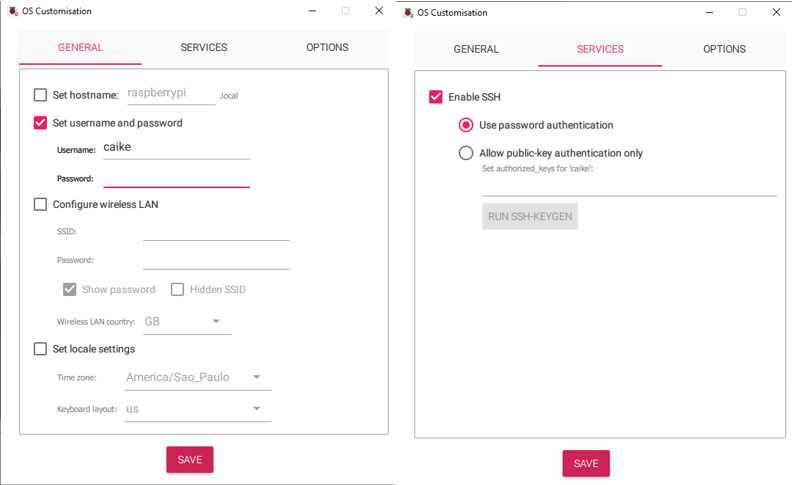 OS Customisation
GENERAL SERVICES OPTIONS
Set hostname: raspberrypi .local
Set username and password
Username: caike
Password:
Configure wireless LAN
SSID:
Password:
Show password Hidden SSID
Wireless LAN country: GB
Set locale settings
Time zone: America/Sao_Paulo
Keyboard layout: us
SAVE
OS Customisation
GENERAL SERVICES OPTIONS
Enable SSH
Use password authentication
Allow public-key authentication only
Set authorized_keys for 'caike':
RUN SSH-KEYGEN
SAVE